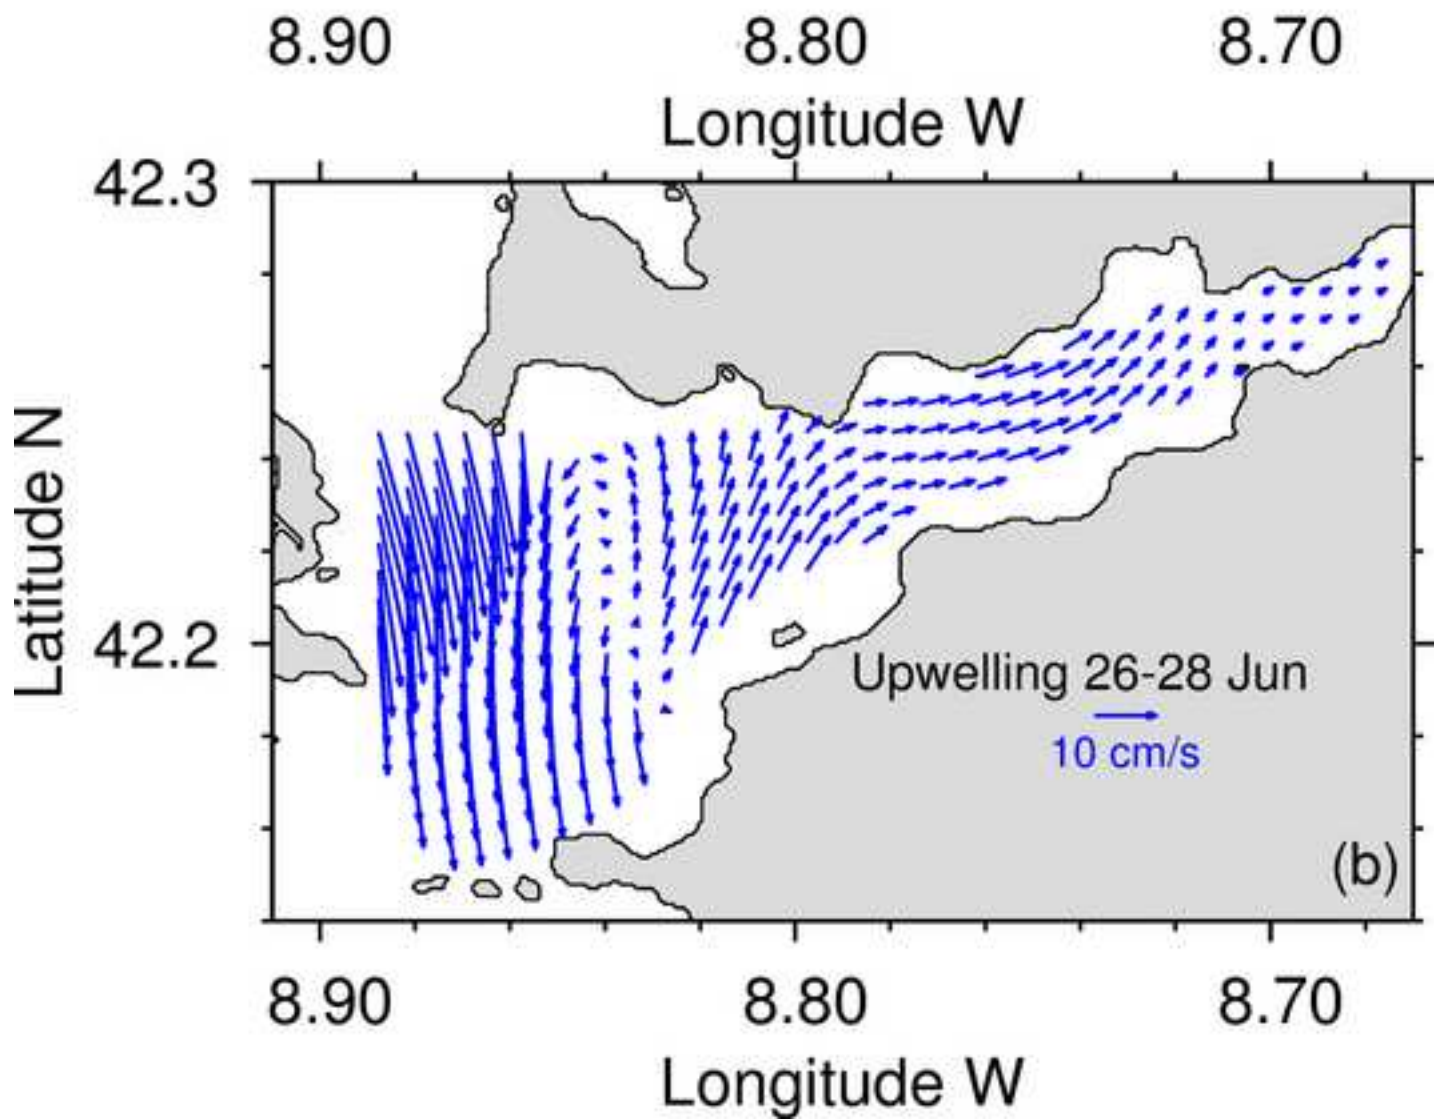 8.90 8.80 8.70
Longitude W
42.3
Latitude N
42.2
Upwelling 26-28 Jun
10 cm/s
(b)
8.90 8.80 8.70
Longitude W